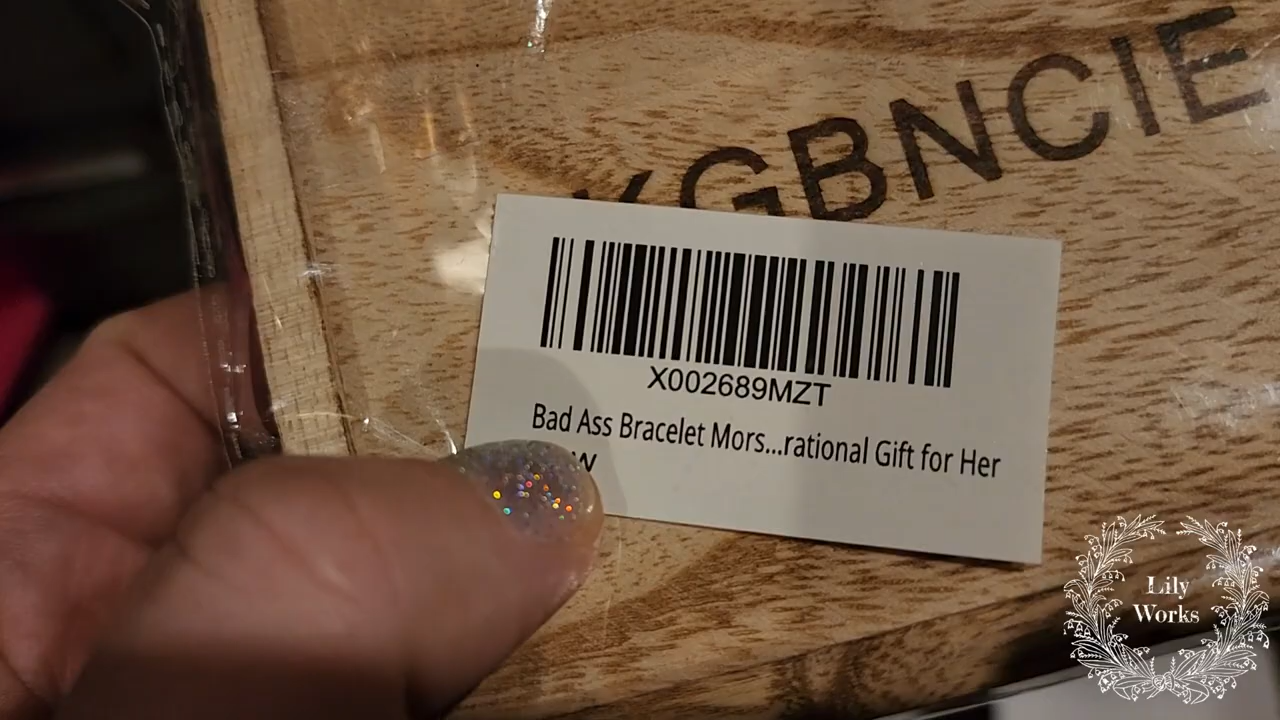 KGBNCIE
X002689MZT
Bad Ass Bracelet Mors...rational Gift for Her
Lily
Works